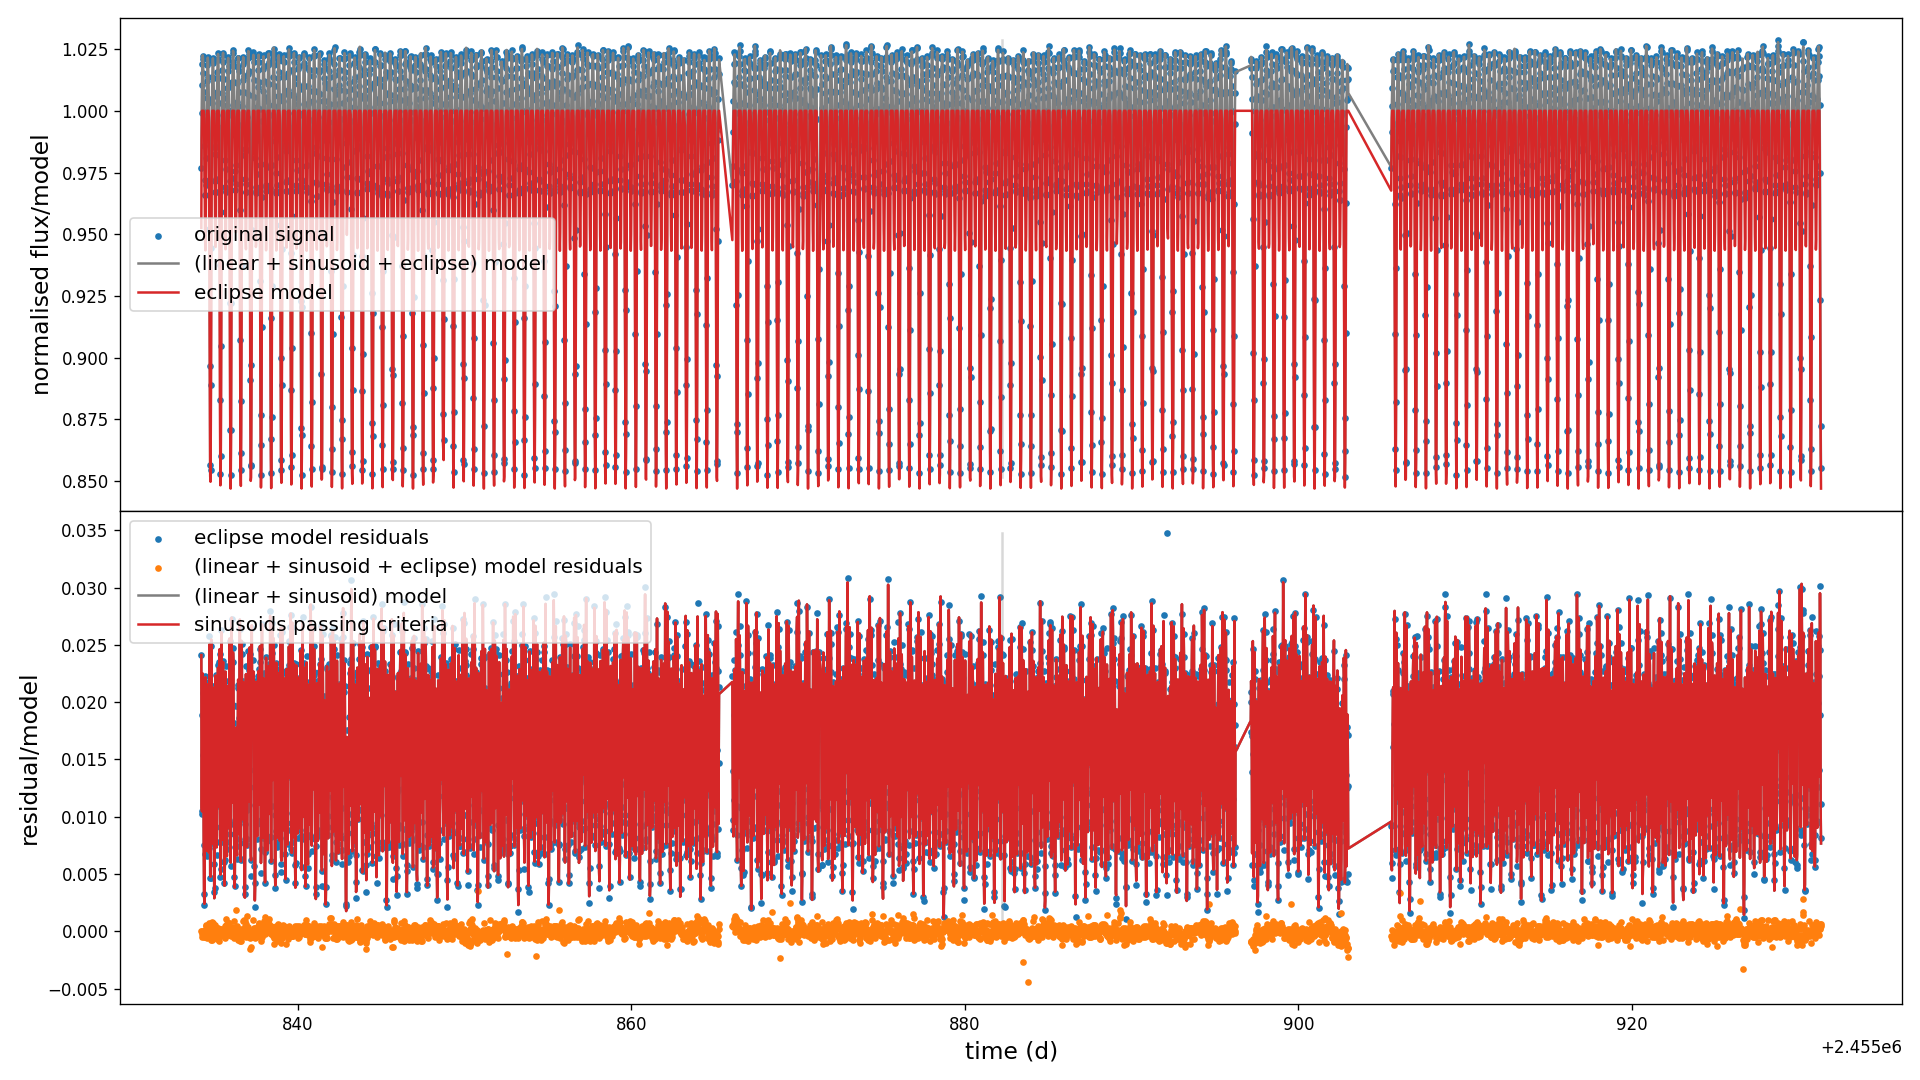 1.025
1.000
0.975
0.950
0.925
0.900
0.875
0.850
normalised flux/model
original signal
(linear + sinusoid + eclipse) model
eclipse model
0.035
0.030
0.025
0.020
0.015
0.010
0.005
0.000
−0.005
residual/model
eclipse model residuals
(linear + sinusoid + eclipse) model residuals
(linear + sinusoid) model
sinusoids passing criteria
840
860
880
900
920
time (d)
+2.455e6